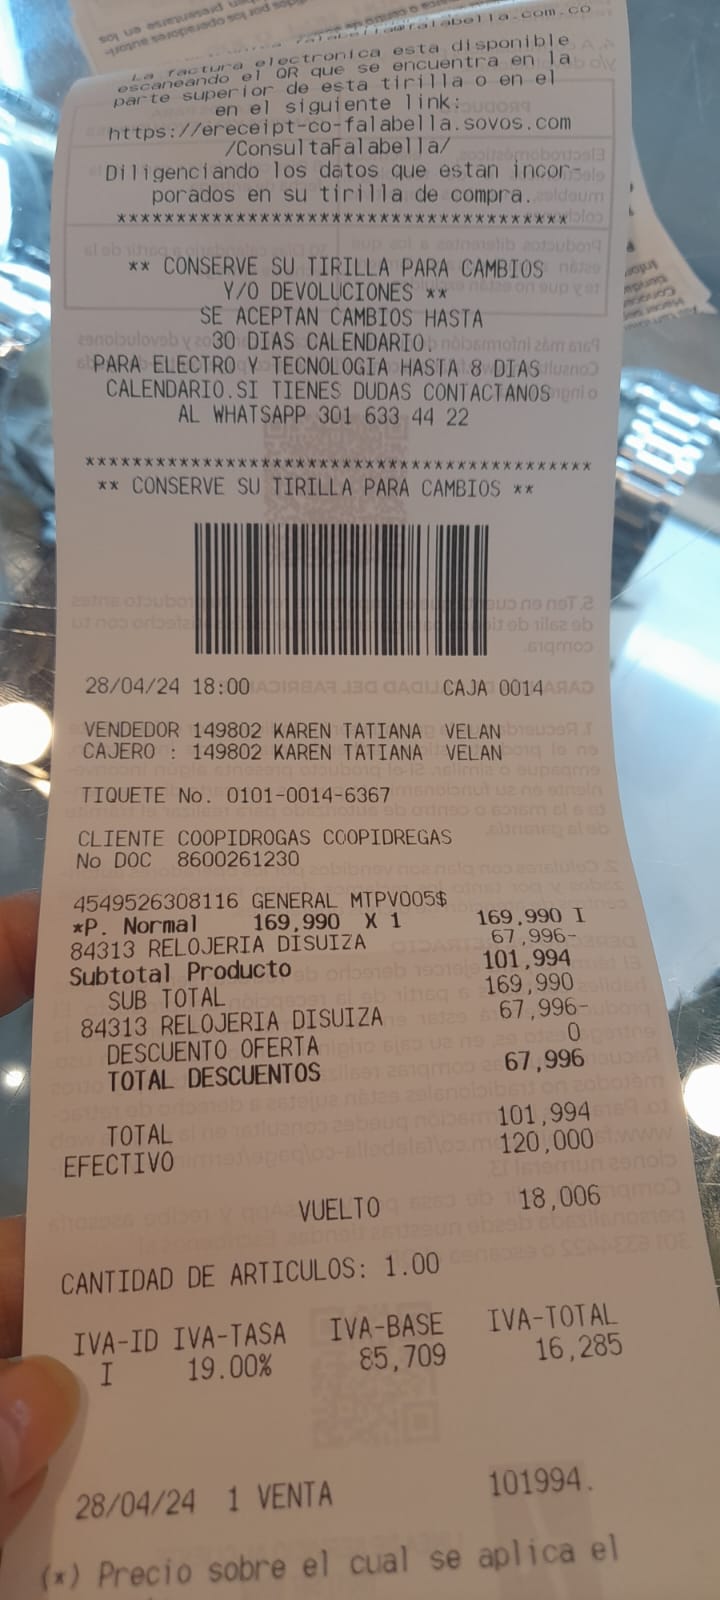 La factura electronica esta disponible
escaneando el QR que se encuentra en la
parte superior de esta tirilla o en el
en el siguiente link:
https://ereceipt-co-falabella.sovos.com
/ConsultaFalabella/
Diligenciando los datos que estan incor-
porados en su tirilla de compra.
****************************************
** CONSERVE SU TIRILLA PARA CAMBIOS
Y/O DEVOLUCIONES **
SE ACEPTAN CAMBIOS HASTA
30 DIAS CALENDARIO.
PARA ELECTRO Y TECNOLOGIA HASTA 8 DIAS
CALENDARIO.SI TIENES DUDAS CONTACTANOS
AL WHATSAPP 301 633 44 22
****************************************
** CONSERVE SU TIRILLA PARA CAMBIOS **
28/04/24 18:00 CAJA 0014
VENDEDOR 149802 KAREN TATIANA VELAN
CAJERO : 149802 KAREN TATIANA VELAN
TIQUETE No. 0101-0014-6367
CLIENTE COOPIDROGAS COOPIDREGAS
No DOC 8600261230
4549526308116 GENERAL MTPV005$
*P. Normal 169,990 X 1 169,990 I
84313 RELOJERIA DISUIZA 67,996-
Subtotal Producto 101,994
SUB TOTAL 169,990
84313 RELOJERIA DISUIZA 67,996-
DESCUENTO OFERTA 0
TOTAL DESCUENTOS 67,996
TOTAL 101,994
EFECTIVO 120,000
VUELTO 18,006
CANTIDAD DE ARTICULOS: 1.00
IVA-ID IVA-TASA IVA-BASE IVA-TOTAL
I 19.00% 85,709 16,285
28/04/24 1 VENTA 101994.
(*) Precio sobre el cual se aplica el